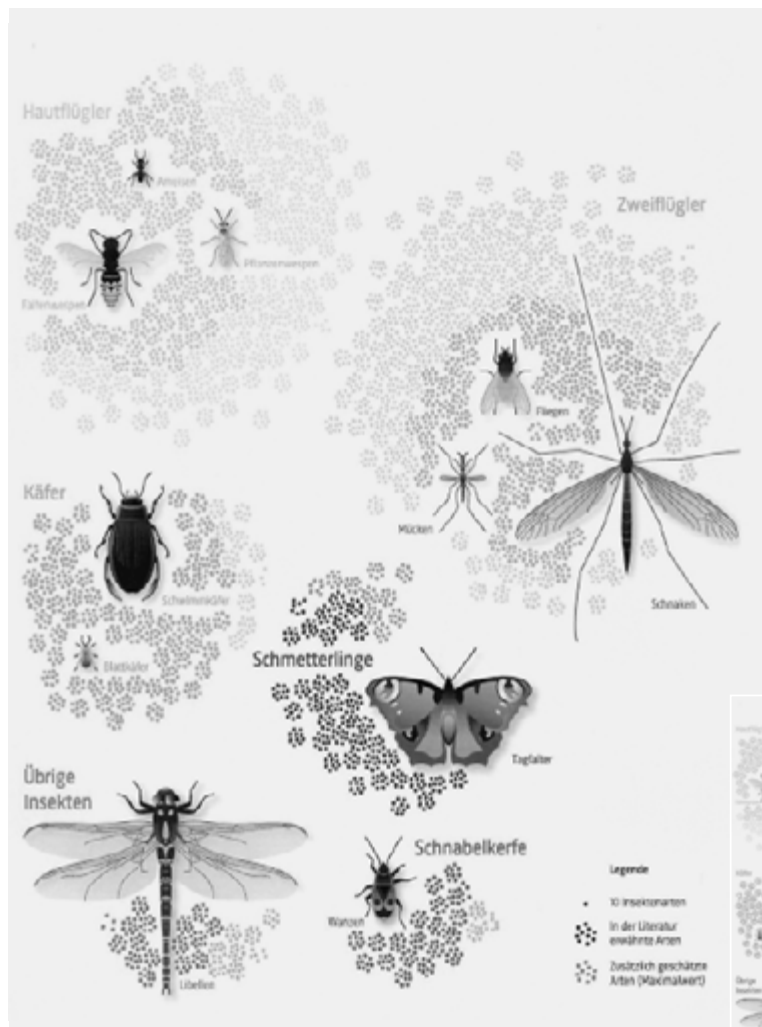 Hautflügler
Ameisen
Pflanzenwespen
Faltenwespen
Zweiflügler
Fliegen
Mücken
Schnaken
Käfer
Schwimmkäfer
Blattkäfer
Schmetterlinge
Tagfalter
Übrige
Insekten
Libellen
Schnabelkerfe
Wanzen
Legende
10 Insektenarten
In der Literatur
erwähnte Arten
Zusätzlich geschätzte
Arten (Maximalwert)